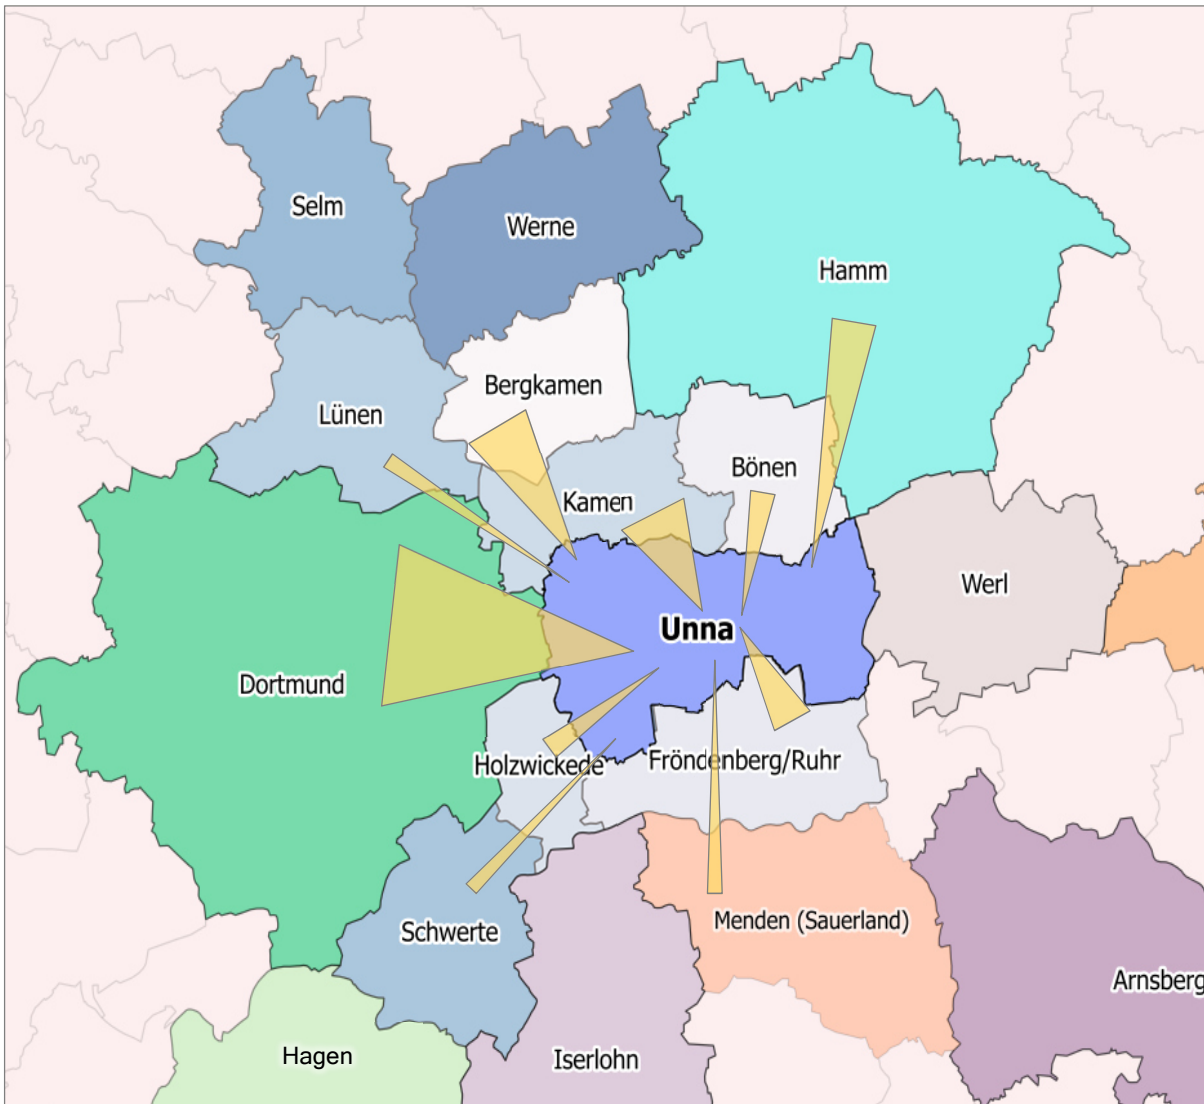 Selm
Werne
Hamm
Bergkamen
Lünen
Bönen
Kamen
Werl
Unna
Dortmund
Holzwickede
Fröndenberg/Ruhr
Schwerte
Menden (Sauerland)
Arnsberg
Hagen
Iserlohn